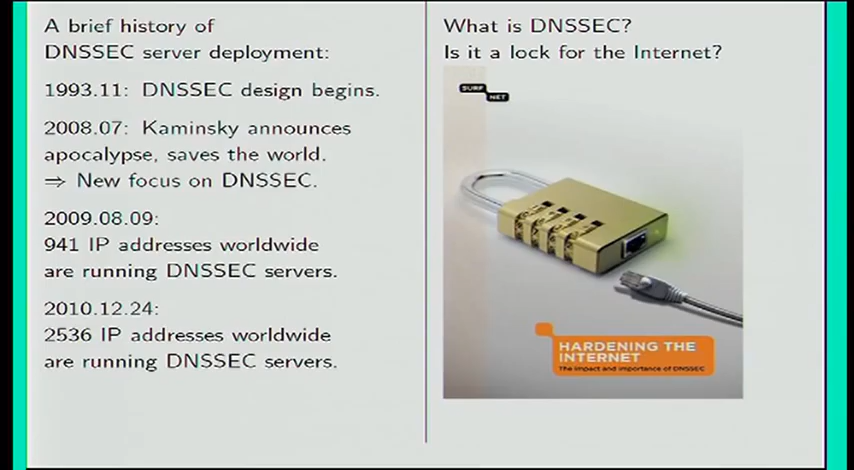 A brief history of
DNSSEC server deployment:
1993.11: DNSSEC design begins.
2008.07: Kaminsky announces
apocalypse, saves the world.
⇒ New focus on DNSSEC.
2009.08.09:
941 IP addresses worldwide
are running DNSSEC servers.
2010.12.24:
2536 IP addresses worldwide
are running DNSSEC servers.
What is DNSSEC?
Is it a lock for the Internet?
SURF
NET
HARDENING THE
INTERNET
The impact and importance of DNSSEC